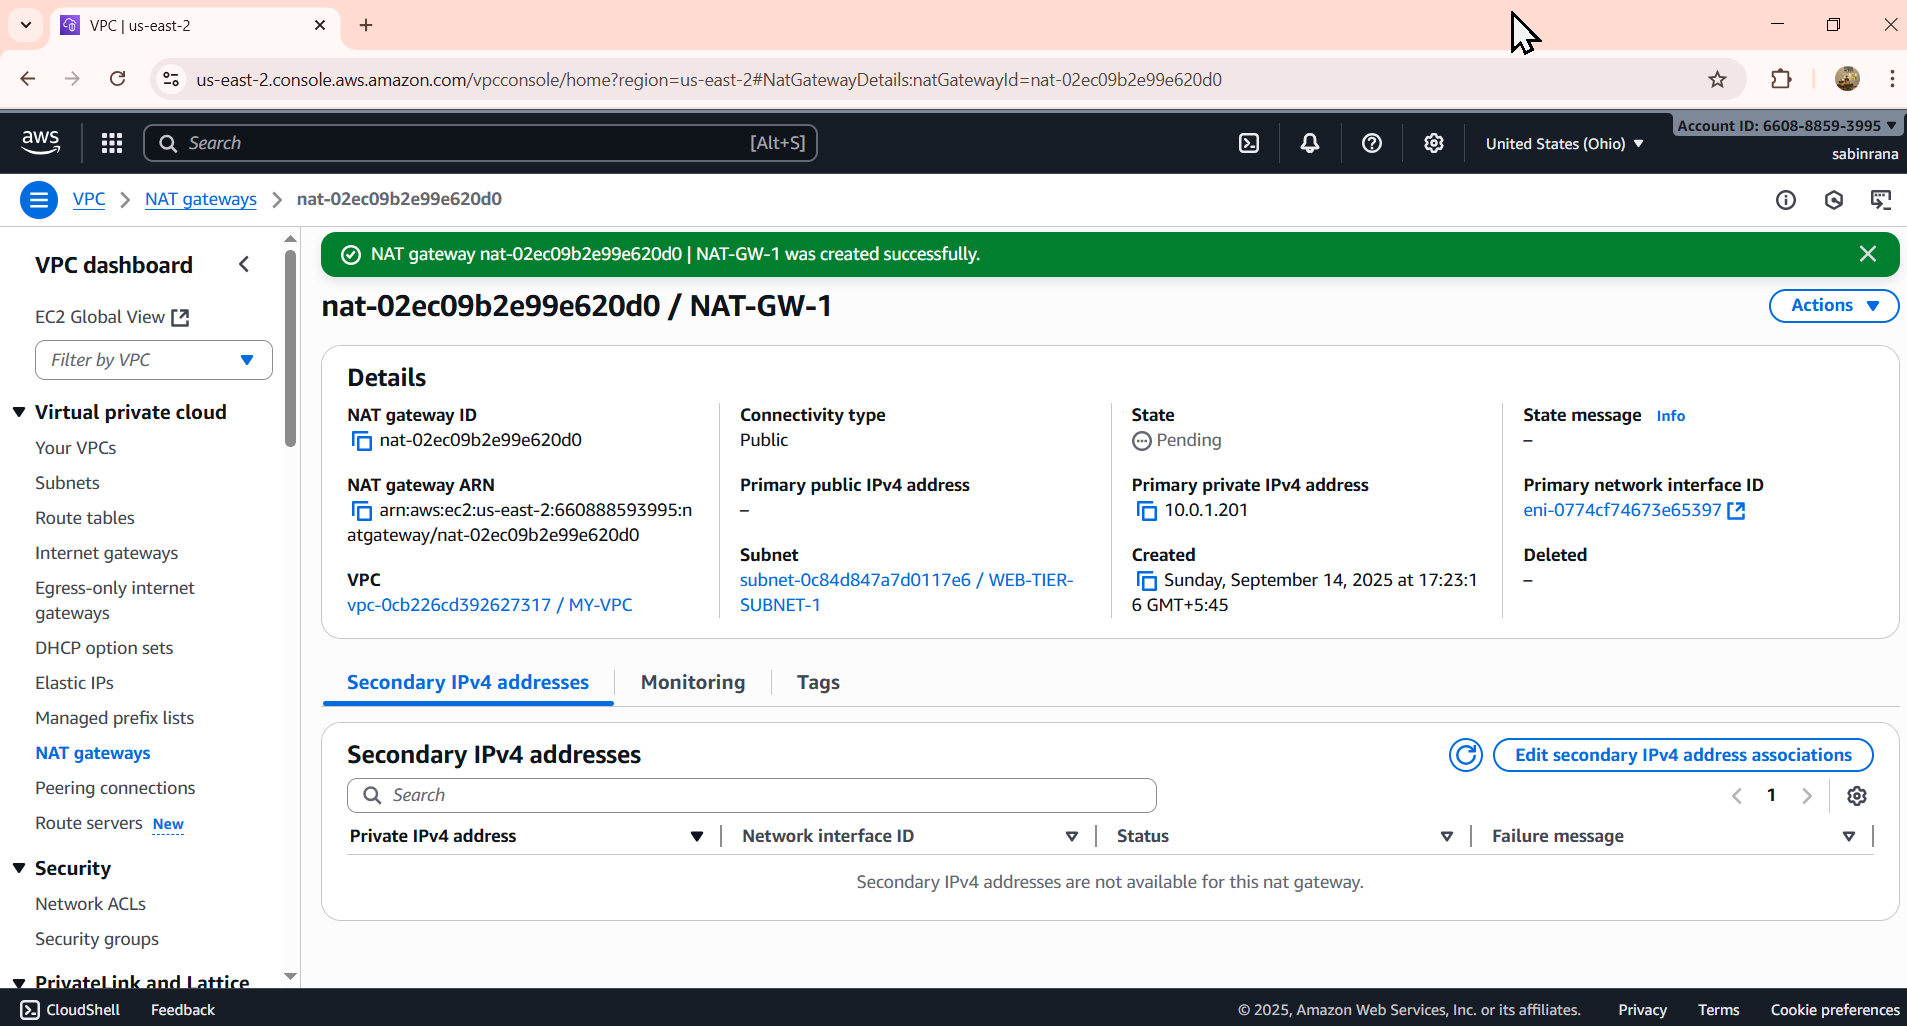 VPC | us-east-2
us-east-2.console.aws.amazon.com/vpcconsole/home?region=us-east-2#NatGatewayDetails:natGatewayId=nat-02ec09b2e99e620d0
aws
Search [Alt+S]
United States (Ohio)
Account ID: 6608-8859-3995
sabinrana
VPC NAT gateways nat-02ec09b2e99e620d0
VPC dashboard
EC2 Global View
Filter by VPC
Virtual private cloud
Your VPCs
Subnets
Route tables
Internet gateways
Egress-only internet
gateways
DHCP option sets
Elastic IPs
Managed prefix lists
NAT gateways
Peering connections
Route servers New
Security
Network ACLs
Security groups
PrivateLink and Lattice
NAT gateway nat-02ec09b2e99e620d0 | NAT-GW-1 was created successfully.
nat-02ec09b2e99e620d0 / NAT-GW-1
Actions
Details
NAT gateway ID
nat-02ec09b2e99e620d0
NAT gateway ARN
arn:aws:ec2:us-east-2:660888593995:n
atgateway/nat-02ec09b2e99e620d0
VPC
vpc-0cb226cd392627317 / MY-VPC
Connectivity type
Public
Primary public IPv4 address
–
Subnet
subnet-0c84d847a7d0117e6 / WEB-TIER-
SUBNET-1
State
Pending
Primary private IPv4 address
10.0.1.201
Created
Sunday, September 14, 2025 at 17:23:1
6 GMT+5:45
State message Info
–
Primary network interface ID
eni-0774cf74673e65397
Deleted
–
Secondary IPv4 addresses Monitoring Tags
Secondary IPv4 addresses
Edit secondary IPv4 address associations
Search
1
Private IPv4 address Network interface ID Status Failure message
Secondary IPv4 addresses are not available for this nat gateway.
CloudShell Feedback
© 2025, Amazon Web Services, Inc. or its affiliates. Privacy Terms Cookie preferences